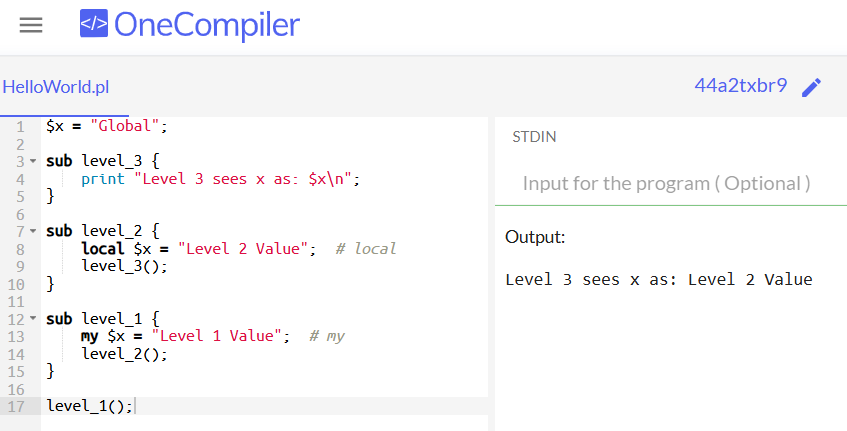 </> OneCompiler
HelloWorld.pl
44a2txbr9
1 $x = "Global";
2
3 sub level_3 {
4     print "Level 3 sees x as: $x\n";
5 }
6
7 sub level_2 {
8     local $x = "Level 2 Value";  # local
9     level_3();
10 }
11
12 sub level_1 {
13     my $x = "Level 1 Value";  # my
14     level_2();
15 }
16
17 level_1();
STDIN
Input for the program ( Optional )
Output:
Level 3 sees x as: Level 2 Value